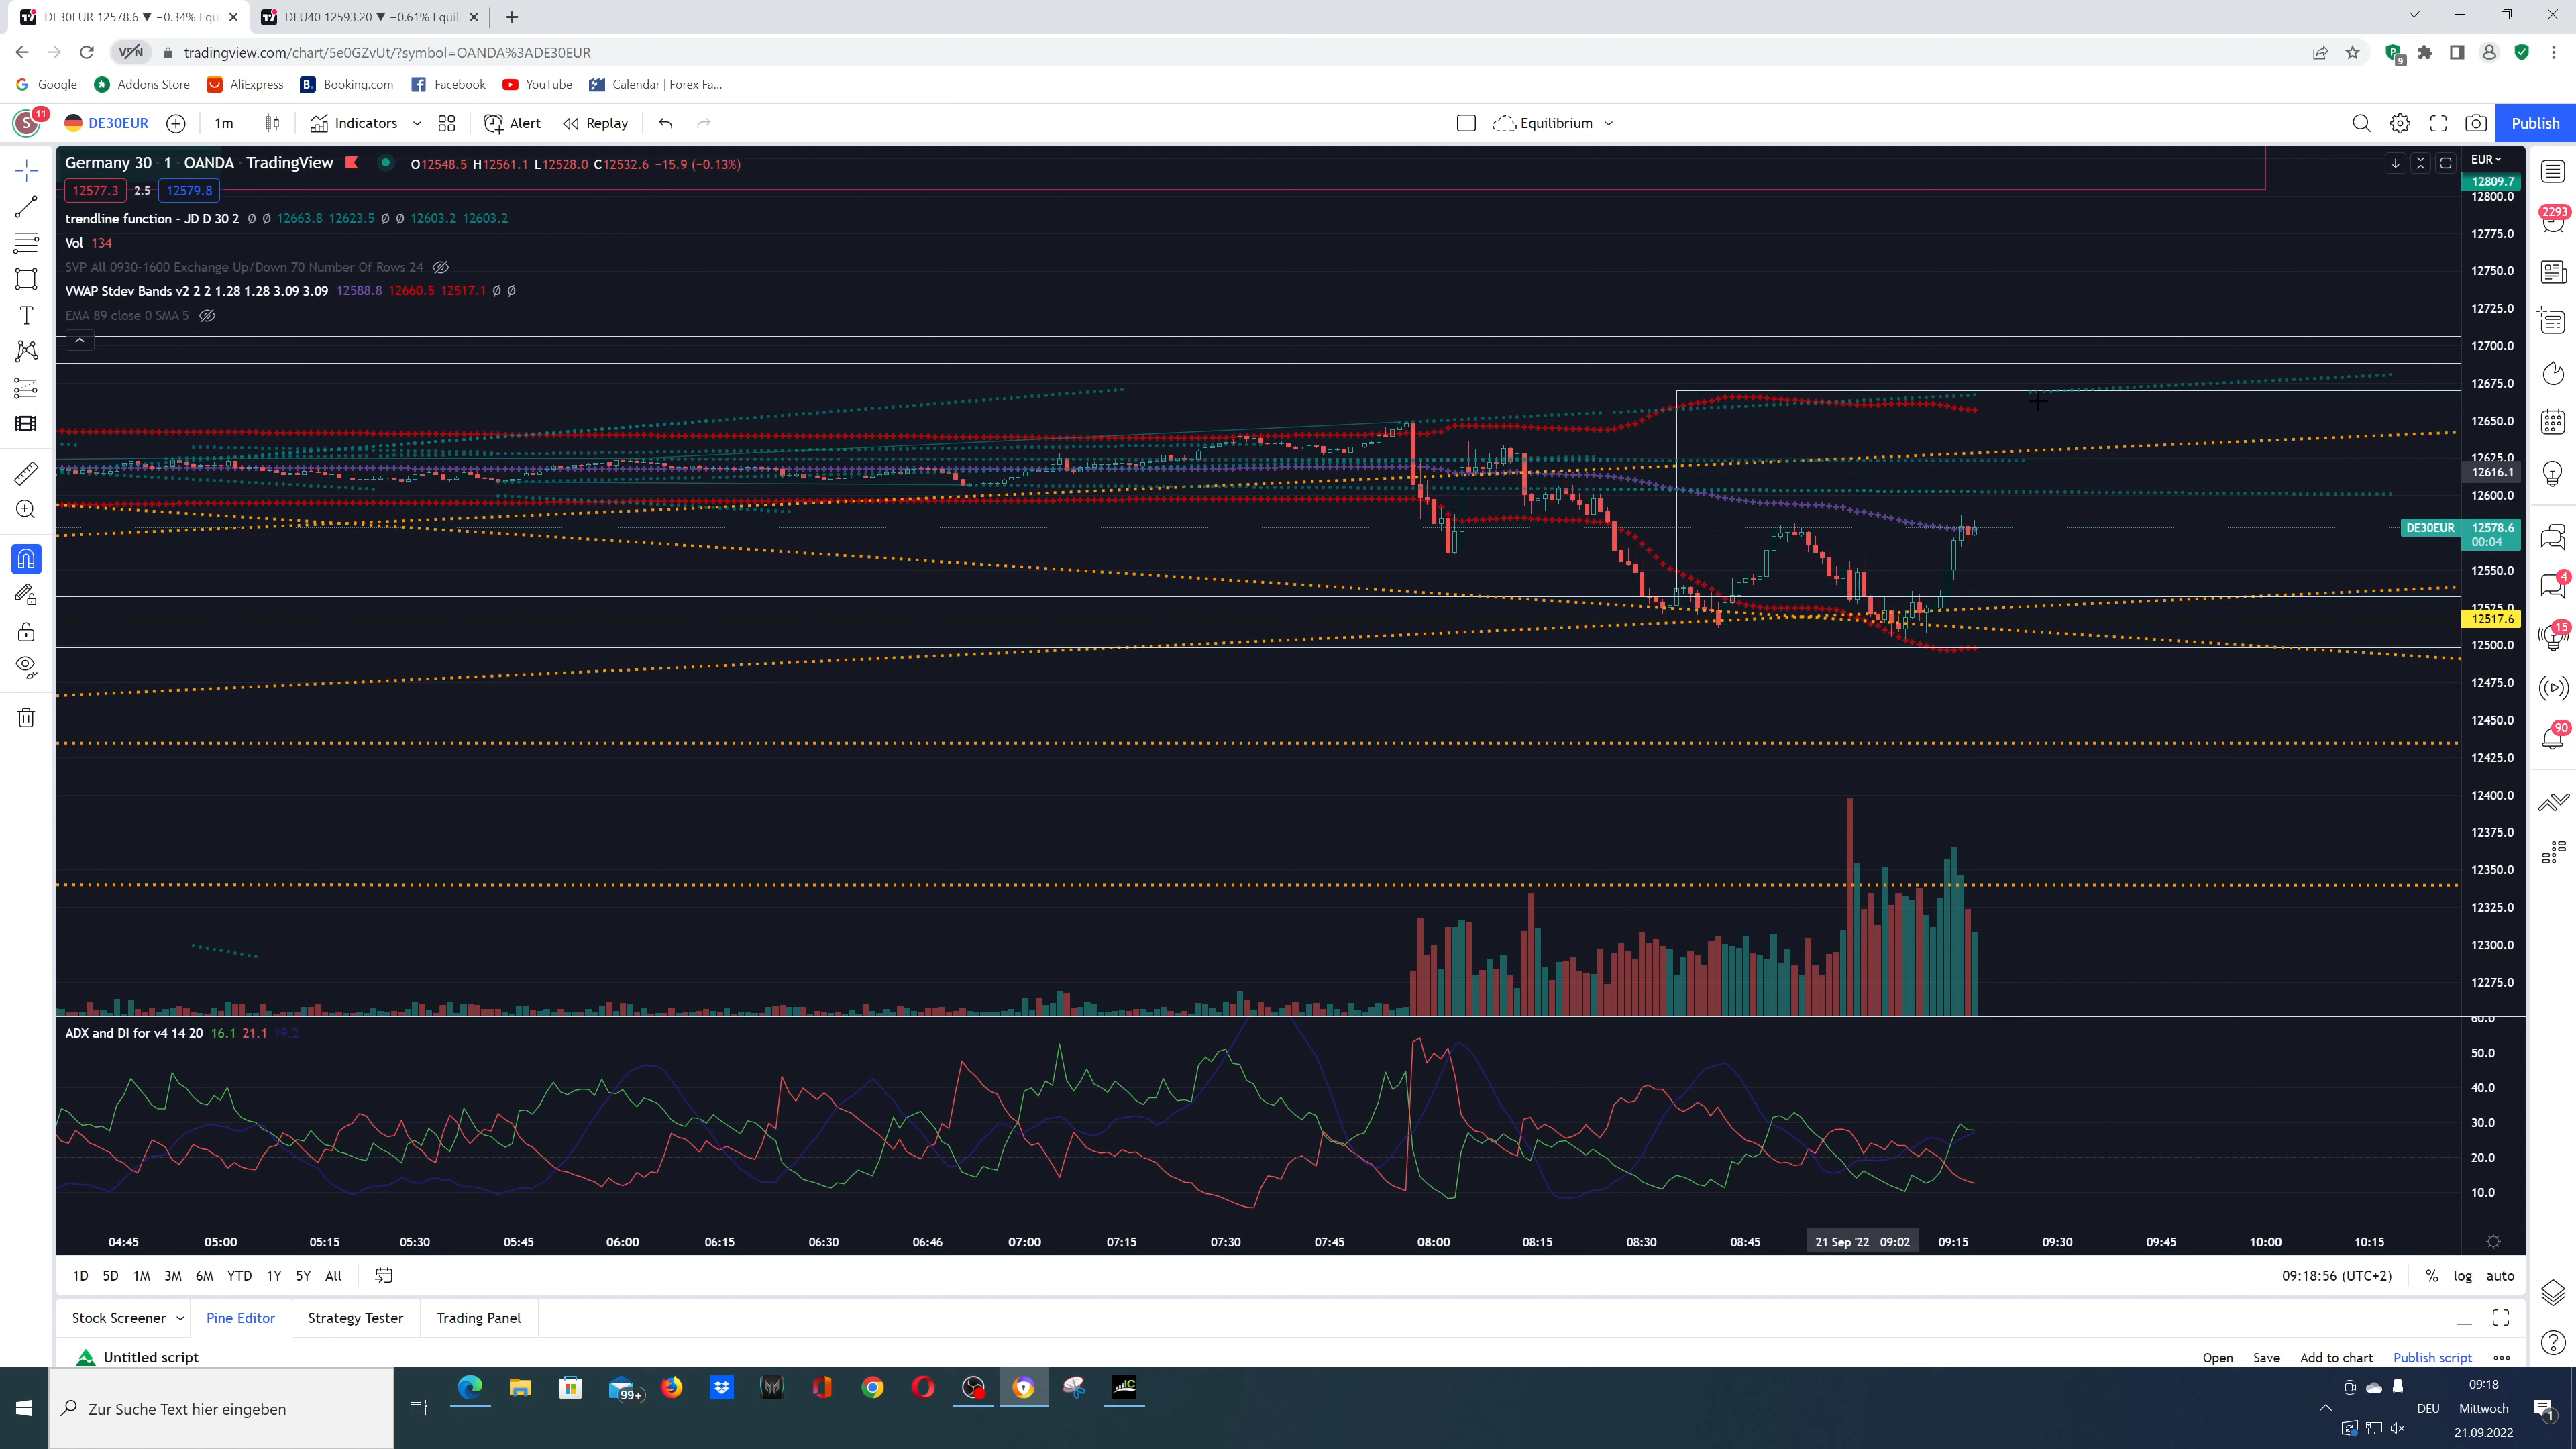 DE30EUR 12578.6 ▼ −0.34% Equ
DEU40 12593.20 ▼ −0.61% Equil
tradingview.com/chart/5e0GZvUt/?symbol=OANDA%3ADE30EUR
VPN
9
Google
Addons Store
AliExpress
Booking.com
Facebook
YouTube
Calendar | Forex Fa...
S 11
DE30EUR
1m
Indicators
Alert
Replay
Equilibrium
Publish
Germany 30 · 1 · OANDA · TradingView
O12548.5 H12561.1 L12528.0 C12532.6 −15.9 (−0.13%)
12577.3 2.5 12579.8
trendline function - JD D 30 2 Ø Ø 12663.8 12623.5 Ø Ø 12603.2 12603.2
Vol 134
SVP All 0930-1600 Exchange Up/Down 70 Number Of Rows 24
VWAP Stdev Bands v2 2 2 1.28 1.28 3.09 3.09 12588.8 12660.5 12517.1 Ø Ø
EMA 89 close 0 SMA 5
EUR
12809.7
12800.0
12775.0
12750.0
12725.0
12700.0
12675.0
12650.0
12625.0
12616.1
12600.0
DE30EUR 12578.6
00:04
12550.0
12525.0
12517.6
12500.0
12475.0
12450.0
12425.0
12400.0
12375.0
12350.0
12325.0
12300.0
12275.0
ADX and DI for v4 14 20 16.1 21.1 19.2
60.0
50.0
40.0
30.0
20.0
10.0
04:45 05:00 05:15 05:30 05:45 06:00 06:15 06:30 06:46 07:00 07:15 07:30 07:45 08:00 08:15 08:30 08:45 21 Sep '22 09:02 09:15 09:30 09:45 10:00 10:15
1D 5D 1M 3M 6M YTD 1Y 5Y All
09:18:56 (UTC+2) % log auto
2293
4
15
90
Stock Screener
Pine Editor
Strategy Tester
Trading Panel
Untitled script
Open Save Add to chart Publish script
Zur Suche Text hier eingeben
99+
IC
09:18
DEU Mittwoch
21.09.2022
1